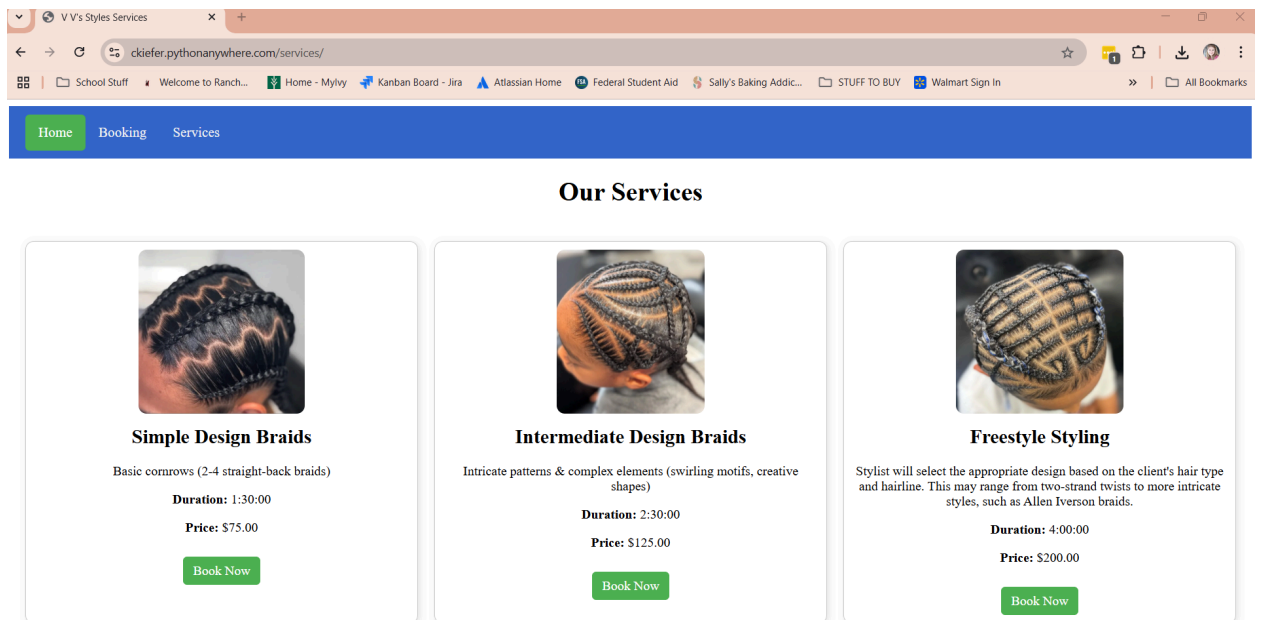 V V's Styles Services
ckiefer.pythonanywhere.com/services/
1
School Stuff
Welcome to Ranch...
Home - MyIvy
Kanban Board - Jira
Atlassian Home
Federal Student Aid
Sally's Baking Addic...
STUFF TO BUY
Walmart Sign In
All Bookmarks
Home
Booking
Services
Our Services
Simple Design Braids
Basic cornrows (2-4 straight-back braids)
Duration: 1:30:00
Price: $75.00
Book Now
Intermediate Design Braids
Intricate patterns & complex elements (swirling motifs, creative
shapes)
Duration: 2:30:00
Price: $125.00
Book Now
Freestyle Styling
Stylist will select the appropriate design based on the client's hair type
and hairline. This may range from two-strand twists to more intricate
styles, such as Allen Iverson braids.
Duration: 4:00:00
Price: $200.00
Book Now